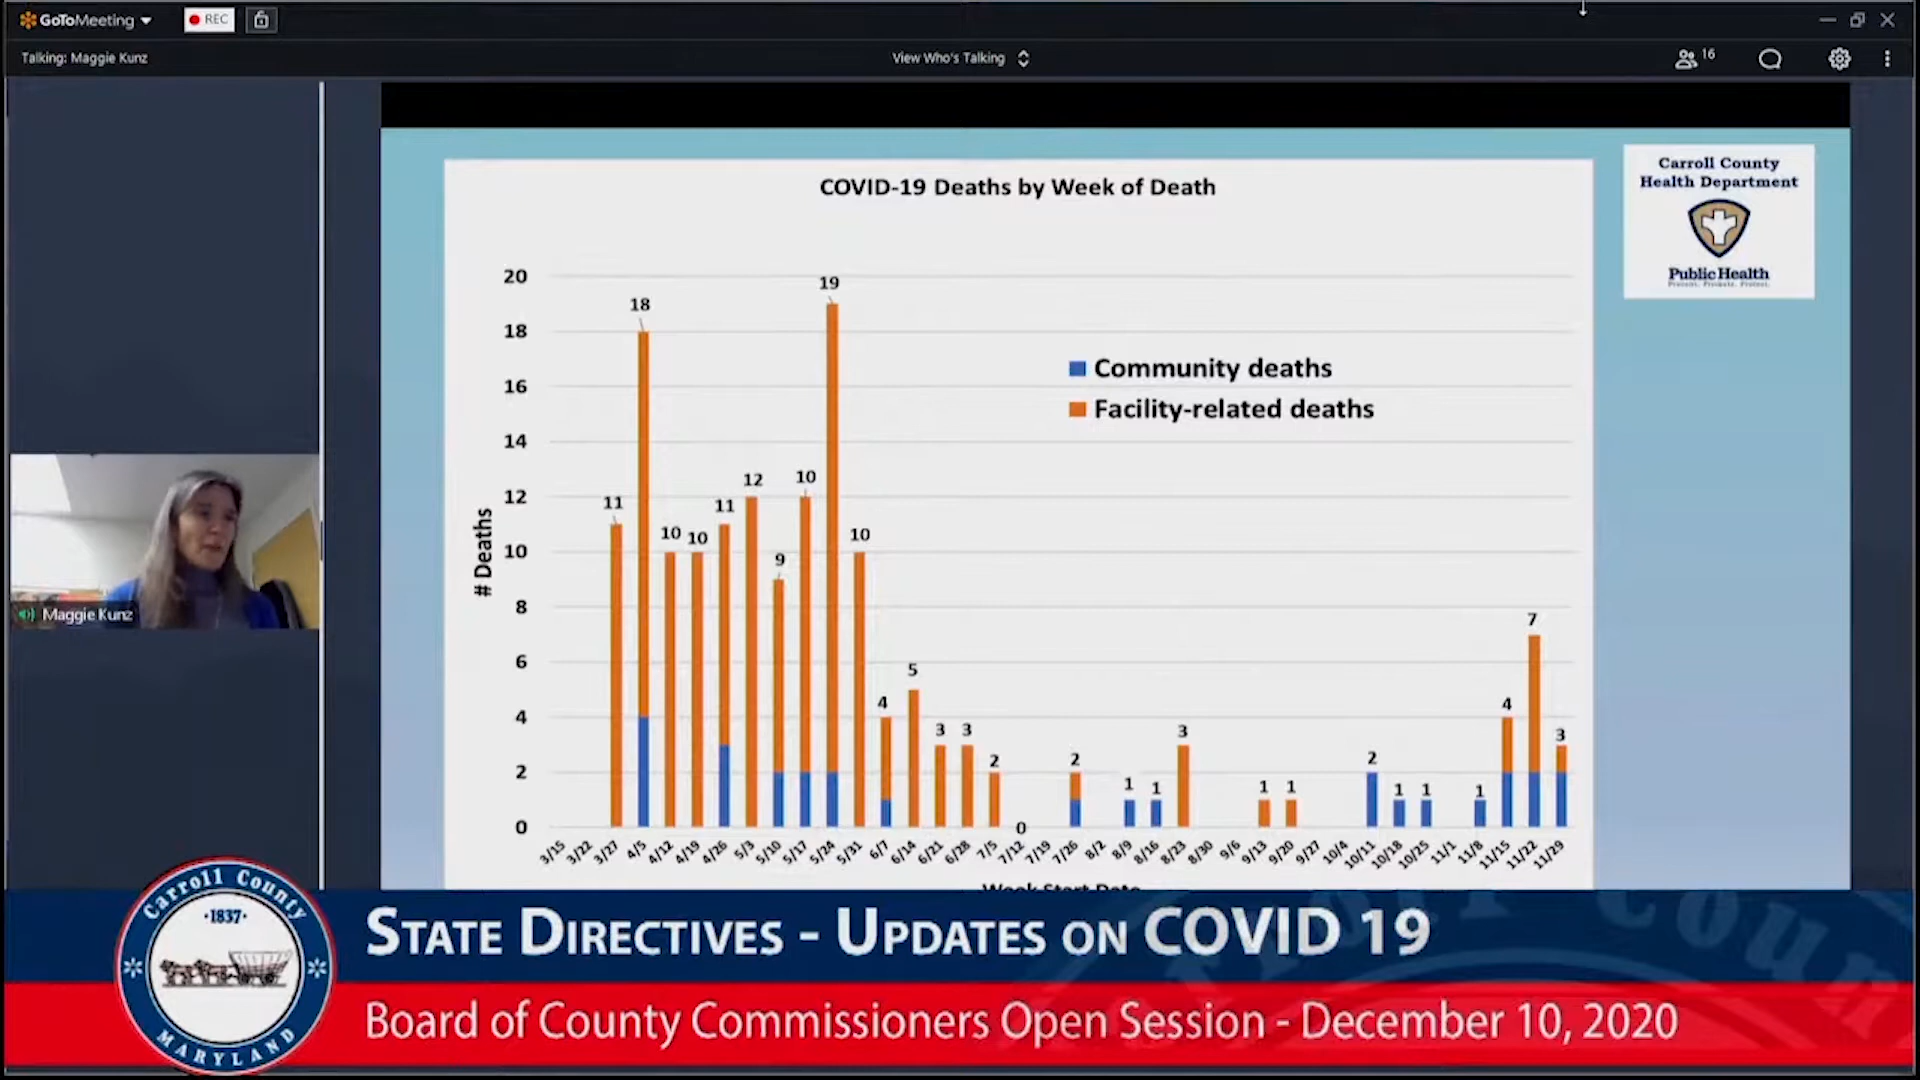 GoToMeeting
REC
Talking: Maggie Kunz
View Who's Talking
16
Carroll County
Health Department
Public Health
Prevent. Promote. Protect.
COVID-19 Deaths by Week of Death
Community deaths
Facility-related deaths
# Deaths
20
18
16
14
12
10
8
6
4
2
0
11
18
10
10
11
12
9
10
19
10
4
5
3
3
2
0
2
1
1
3
1
1
2
1
1
1
4
7
3
3/15 3/22 3/27 4/5 4/12 4/19 4/26 5/3 5/10 5/17 5/24 5/31 6/7 6/14 6/21 6/28 7/5 7/12 7/19 7/26 8/2 8/9 8/16 8/23 8/30 9/6 9/13 9/20 9/27 10/4 10/11 10/18 10/25 11/1 11/8 11/15 11/22 11/29
Week Start Date
Maggie Kunz
Carroll County
1837
MARYLAND
STATE DIRECTIVES - UPDATES ON COVID 19
Board of County Commissioners Open Session - December 10, 2020